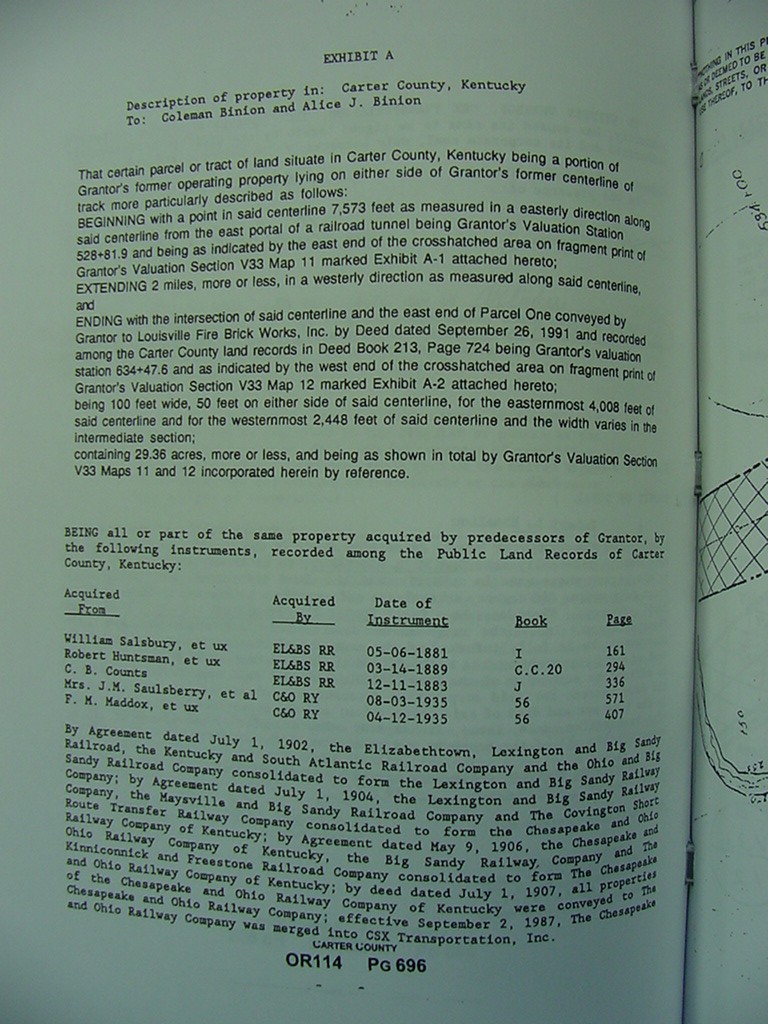 EXHIBIT A
Description of property in: Carter County, Kentucky
To: Coleman Binion and Alice J. Binion
That certain parcel or tract of land situate in Carter County, Kentucky being a portion of
Grantor's former operating property lying on either side of Grantor's former centerline of
track more particularly described as follows:
BEGINNING with a point in said centerline 7,573 feet as measured in a easterly direction along
said centerline from the east portal of a railroad tunnel being Grantor's Valuation Station
528+81.9 and being as indicated by the east end of the crosshatched area on fragment print of
Grantor's Valuation Section V33 Map 11 marked Exhibit A-1 attached hereto;
EXTENDING 2 miles, more or less, in a westerly direction as measured along said centerline,
and
ENDING with the intersection of said centerline and the east end of Parcel One conveyed by
Grantor to Louisville Fire Brick Works, Inc. by Deed dated September 26, 1991 and recorded
among the Carter County land records in Deed Book 213, Page 724 being Grantor's valuation
station 634+47.6 and as indicated by the west end of the crosshatched area on fragment print of
Grantor's Valuation Section V33 Map 12 marked Exhibit A-2 attached hereto;
being 100 feet wide, 50 feet on either side of said centerline, for the easternmost 4,008 feet of
said centerline and for the westernmost 2,448 feet of said centerline and the width varies in the
intermediate section;
containing 29.36 acres, more or less, and being as shown in total by Grantor's Valuation Section
V33 Maps 11 and 12 incorporated herein by reference.
BEING all or part of the same property acquired by predecessors of Grantor, by
the following instruments, recorded among the Public Land Records of Carter
County, Kentucky:
Acquired From Acquired By Date of Instrument Book Page
William Salsbury, et ux EL&BS RR 05-06-1881 I 161
Robert Huntsman, et ux EL&BS RR 03-14-1889 C.C.20 294
C. B. Counts EL&BS RR 12-11-1883 J 336
Mrs. J.M. Saulsberry, et al C&O RY 08-03-1935 56 571
F. M. Maddox, et ux C&O RY 04-12-1935 56 407
By Agreement dated July 1, 1902, the Elizabethtown, Lexington and Big Sandy
Railroad, the Kentucky and South Atlantic Railroad Company and the Ohio and Big
Sandy Railroad Company consolidated to form the Lexington and Big Sandy Railway
Company; by Agreement dated July 1, 1904, the Lexington and Big Sandy Railway
Company, the Maysville and Big Sandy Railroad Company and The Covington Short
Route Transfer Railway Company consolidated to form the Chesapeake and Ohio
Railway Company of Kentucky; by Agreement dated May 9, 1906, the Chesapeake and
Ohio Railway Company of Kentucky, the Big Sandy Railway Company and The
Kinniconnick and Freestone Railroad Company consolidated to form The Chesapeake
and Ohio Railway Company of Kentucky; by deed dated July 1, 1907, all properties
of the Chesapeake and Ohio Railway Company of Kentucky were conveyed to The
Chesapeake and Ohio Railway Company; effective September 2, 1987, The Chesapeake
and Ohio Railway Company was merged into CSX Transportation, Inc.
CARTER COUNTY
OR114 PG 696
THING IN THIS
OR DEEMED TO BE
STREETS, OR
THEREOF, TO